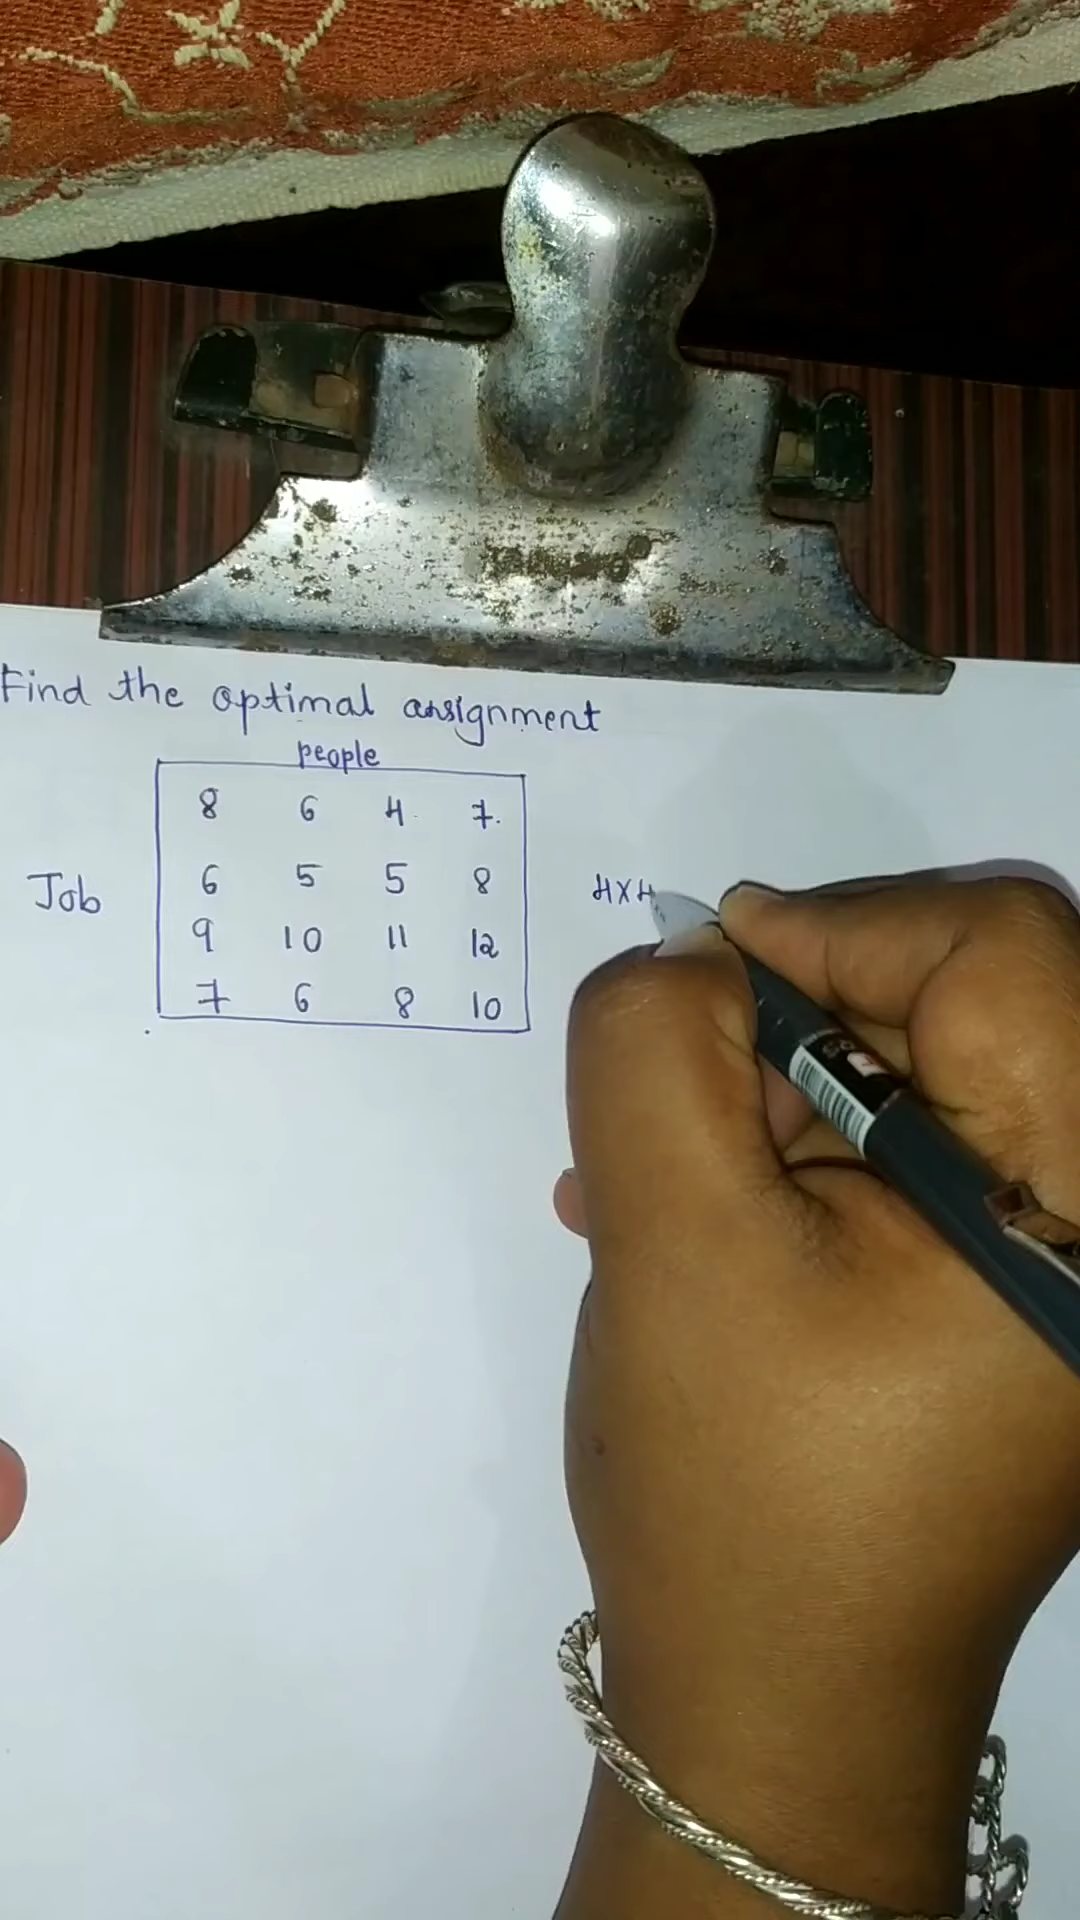 Find the optimal assignment
people
8 6 4 7
Job
6 5 5 8
4x4
9 10 11 12
7 6 8 10